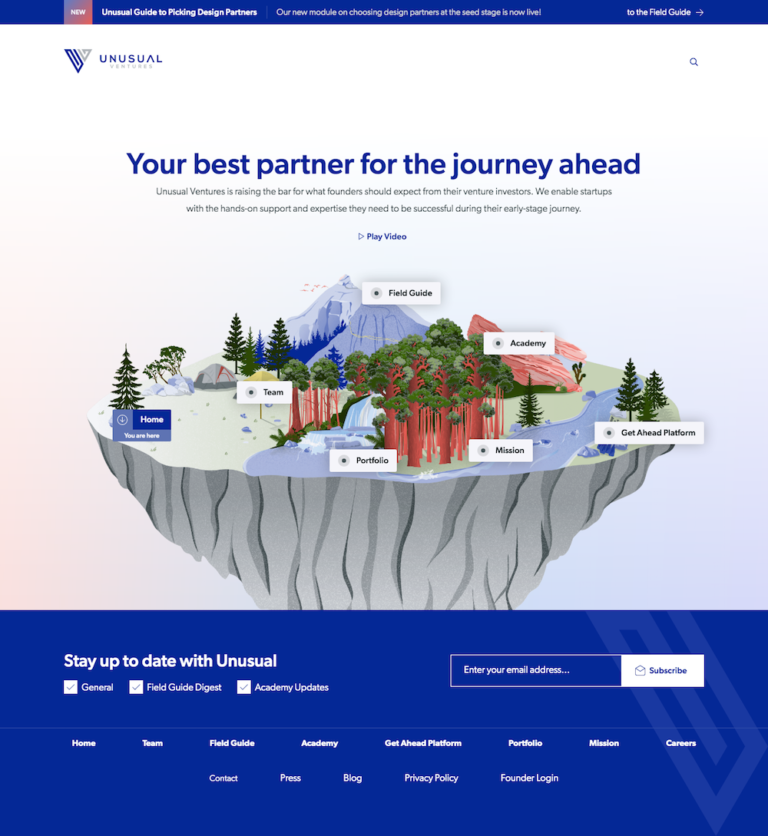 NEW Unusual Guide to Picking Design Partners Our new module on choosing design partners at the seed stage is now live! to the Field Guide
UNUSUAL
VENTURES
Your best partner for the journey ahead
Unusual Ventures is raising the bar for what founders should expect from their venture investors. We enable startups
with the hands-on support and expertise they need to be successful during their early-stage journey.
Play Video
Field Guide
Academy
Team
Home
You are here
Get Ahead Platform
Mission
Portfolio
Stay up to date with Unusual
General Field Guide Digest Academy Updates
Enter your email address... Subscribe
Home Team Field Guide Academy Get Ahead Platform Portfolio Mission Careers
Contact Press Blog Privacy Policy Founder Login